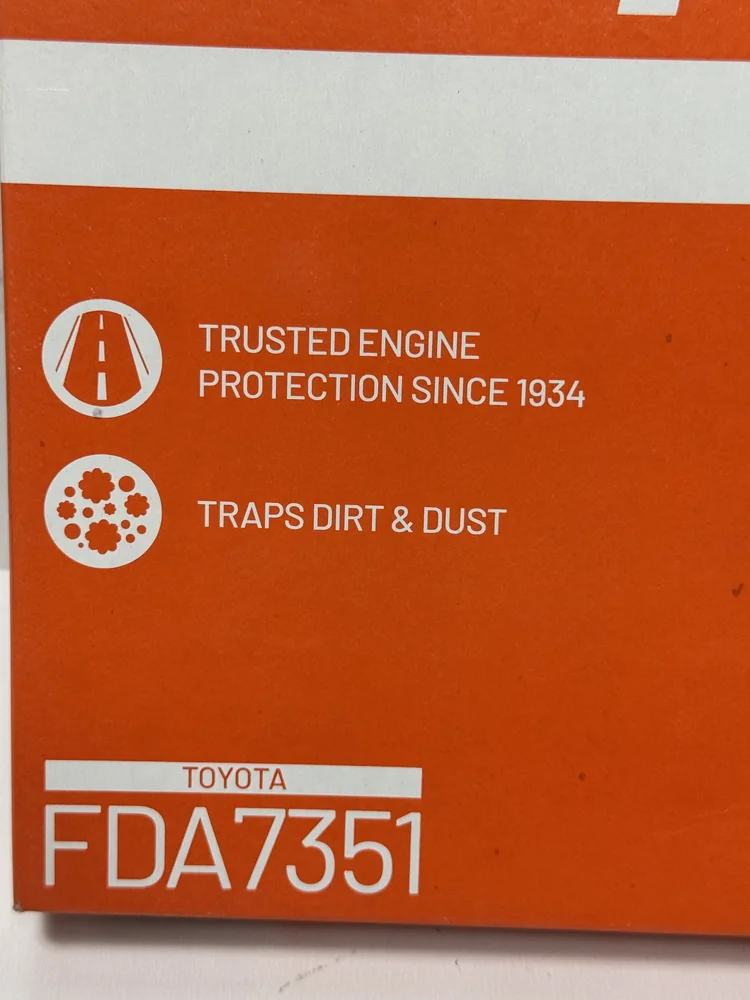 TRUSTED ENGINE
PROTECTION SINCE 1934
TRAPS DIRT & DUST
TOYOTA
FDA7351